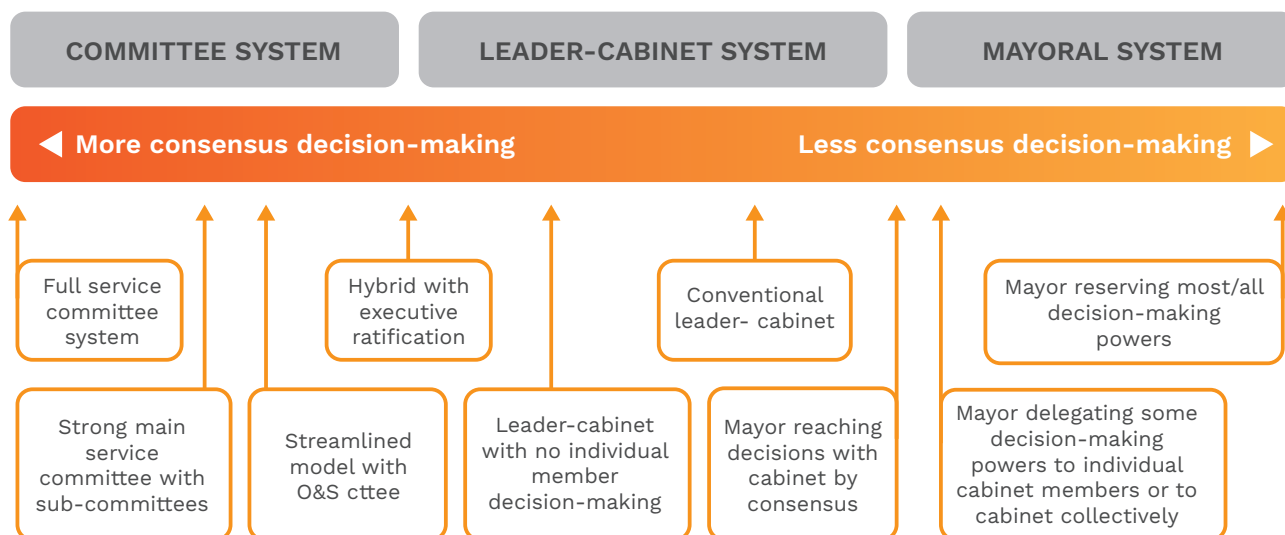 COMMITTEE SYSTEM
LEADER-CABINET SYSTEM
MAYORAL SYSTEM
More consensus decision-making
Less consensus decision-making
Full service
committee
system
Hybrid with
executive
ratification
Conventional
leader- cabinet
Mayor reserving most/all
decision-making
powers
Strong main
service
committee with
sub-committees
Streamlined
model with
O&S cttee
Leader-cabinet
with no individual
member
decision-making
Mayor reaching
decisions with
cabinet by
consensus
Mayor delegating some
decision-making
powers to individual
cabinet members or to
cabinet collectively